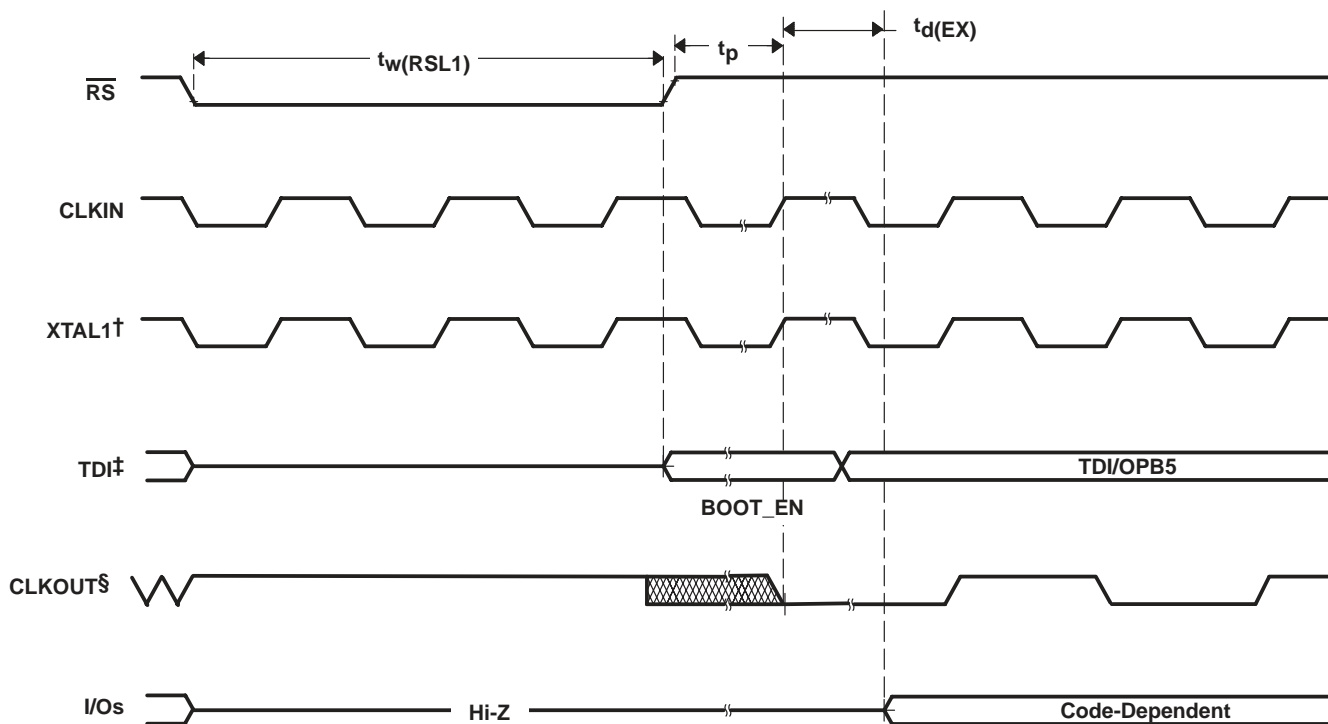 td(EX)
tw(RSL1)
tp
RS
CLKIN
XTAL1†
TDI‡
TDI/OPB5
BOOT_EN
CLKOUT§
I/Os
Hi-Z
Code-Dependent